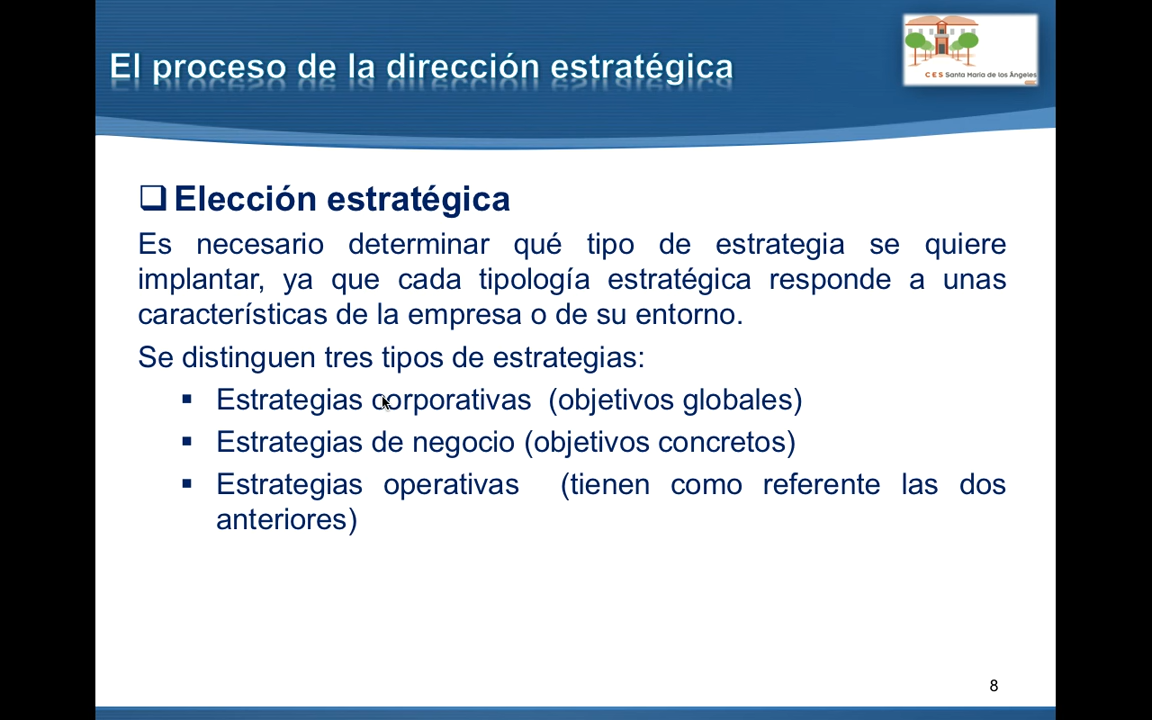 El proceso de la dirección estratégica
CES Santa María de los Ángeles
Elección estratégica
Es necesario determinar qué tipo de estrategia se quiere
implantar, ya que cada tipología estratégica responde a unas
características de la empresa o de su entorno.
Se distinguen tres tipos de estrategias:
Estrategias corporativas (objetivos globales)
Estrategias de negocio (objetivos concretos)
Estrategias operativas (tienen como referente las dos
anteriores)
8